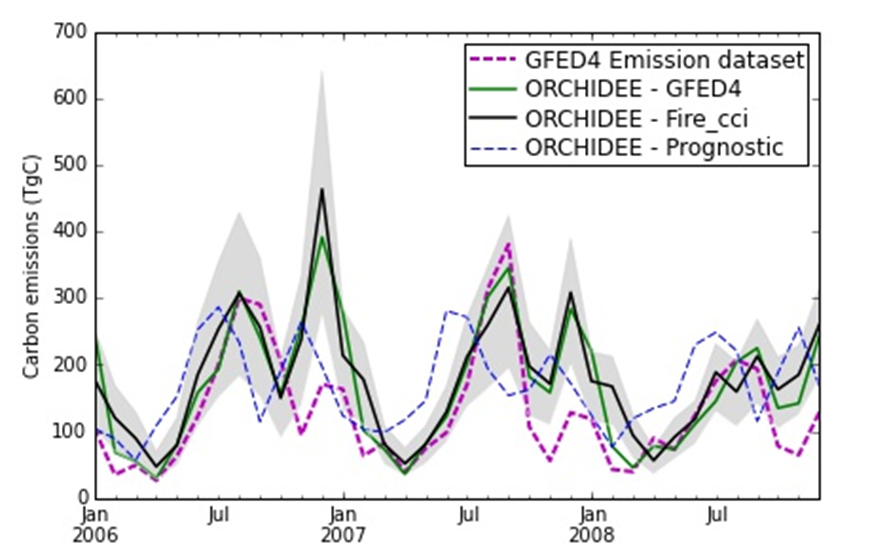 700
600
500
400
300
200
100
0
Carbon emissions (TgC)
GFED4 Emission dataset
ORCHIDEE - GFED4
ORCHIDEE - Fire_cci
ORCHIDEE - Prognostic
Jan Jul Jan Jul Jan Jul
2006 2007 2008